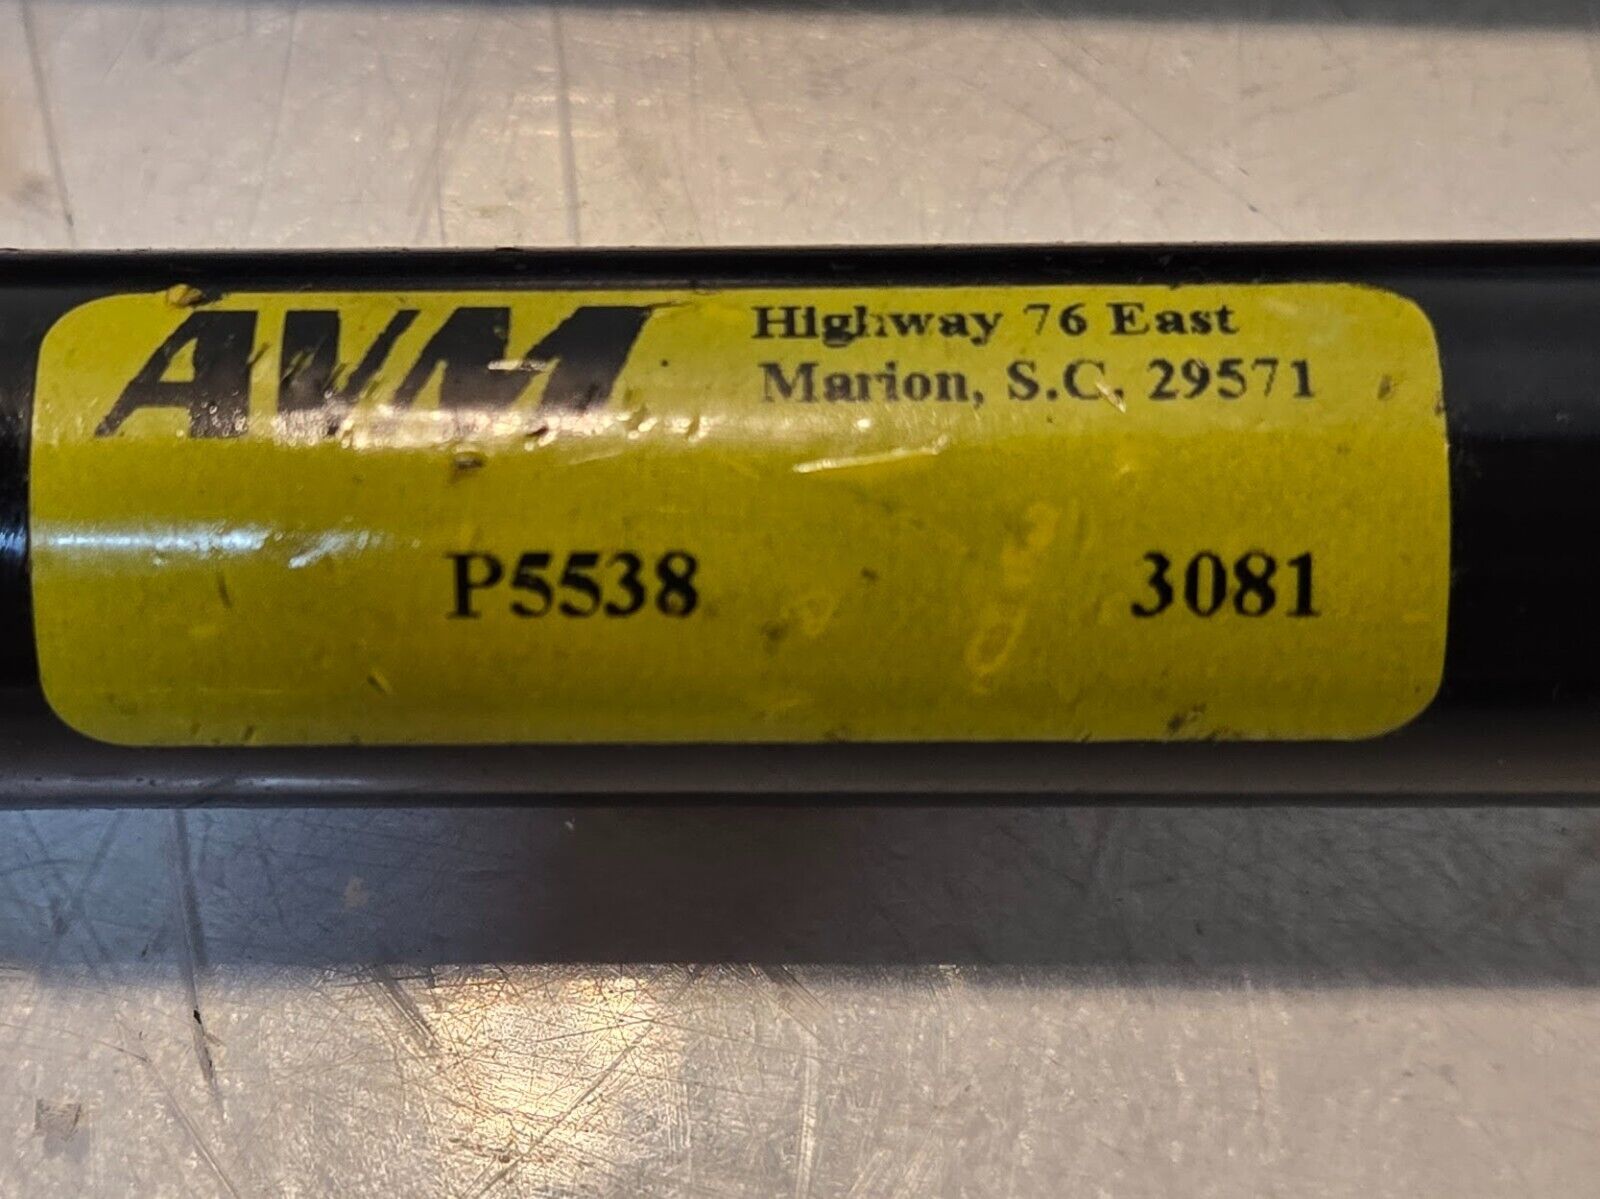 AVM
Highway 76 East
Marion, S.C. 29571
P5538 3081